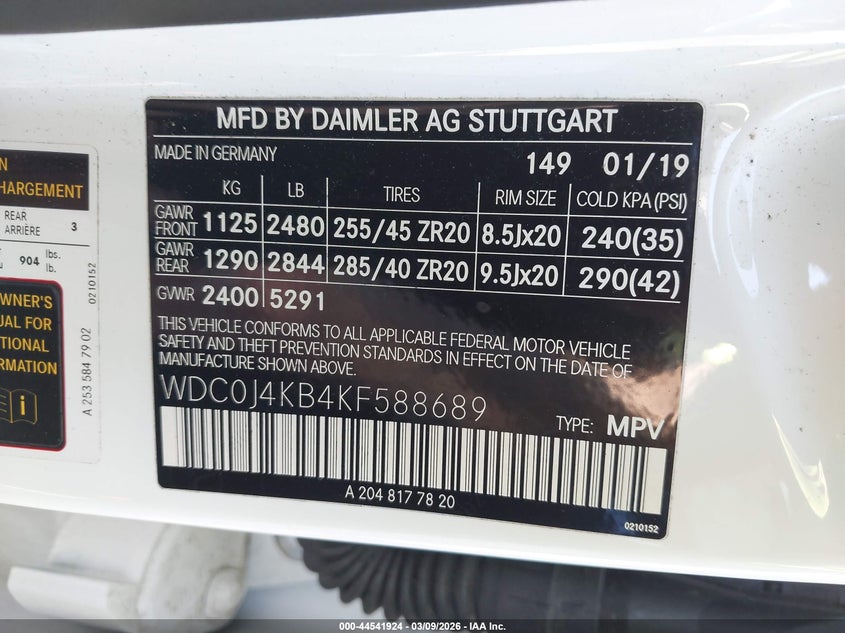 N
HARGEMENT
REAR
ARRIÈRE 3
904 lbs.
lb.
0210152
OWNER'S
UAL FOR
TIONAL
ORMATION
i
A 253 584 79 02
MFD BY DAIMLER AG STUTTGART
MADE IN GERMANY 149 01/19
KG LB TIRES RIM SIZE COLD KPA(PSI)
GAWR FRONT 1125 2480 255/45 ZR20 8.5Jx20 240(35)
GAWR REAR 1290 2844 285/40 ZR20 9.5Jx20 290(42)
GVWR 2400 5291
THIS VEHICLE CONFORMS TO ALL APPLICABLE FEDERAL MOTOR VEHICLE
SAFETY AND THEFT PREVENTION STANDARDS IN EFFECT ON THE DATE OF
MANUFACTURE SHOWN ABOVE.
WDC0J4KB4KF588689
TYPE: MPV
A 204 817 78 20
0210152
000-44541924 - 03/09/2026 - IAA, Inc.